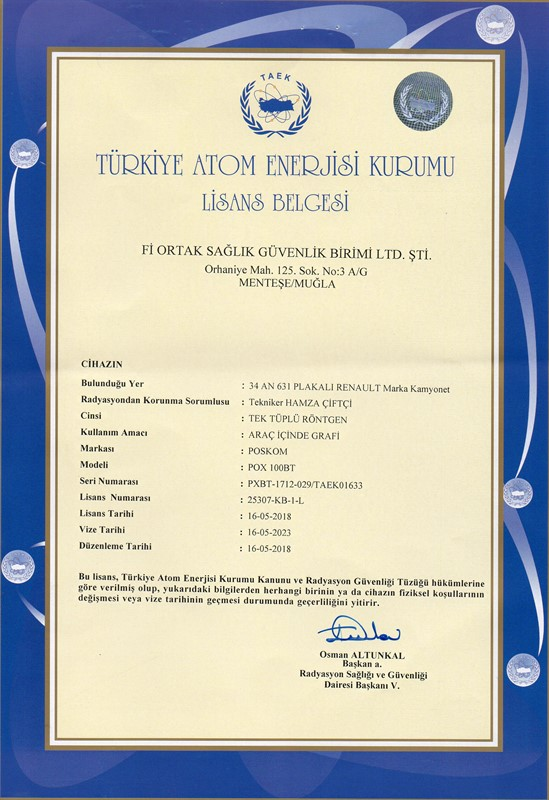 TAEK
TÜRKİYE ATOM ENERJİSİ KURUMU
LİSANS BELGESİ
Fİ ORTAK SAĞLIK GÜVENLİK BİRİMİ LTD. ŞTİ.
Orhaniye Mah. 125. Sok. No:3 A/G
MENTEŞE/MUĞLA
CİHAZIN
Bulunduğu Yer : 34 AN 631 PLAKALI RENAULT Marka Kamyonet
Radyasyondan Korunma Sorumlusu : Tekniker HAMZA ÇİFTÇİ
Cinsi : TEK TÜPLÜ RÖNTGEN
Kullanım Amacı : ARAÇ İÇİNDE GRAFİ
Markası : POSKOM
Modeli : POX 100BT
Seri Numarası : PXBT-1712-029/TAEK01633
Lisans Numarası : 25307-KB-1-L
Lisans Tarihi : 16-05-2018
Vize Tarihi : 16-05-2023
Düzenleme Tarihi : 16-05-2018
Bu lisans, Türkiye Atom Enerjisi Kurumu Kanunu ve Radyasyon Güvenliği Tüzüğü hükümlerine
göre verilmiş olup, yukarıdaki bilgilerden herhangi birinin ya da cihazın fiziksel koşullarının
değişmesi veya vize tarihinin geçmesi durumunda geçerliliğini yitirir.
Osman ALTUNKAL
Başkan a.
Radyasyon Sağlığı ve Güvenliği
Dairesi Başkanı V.